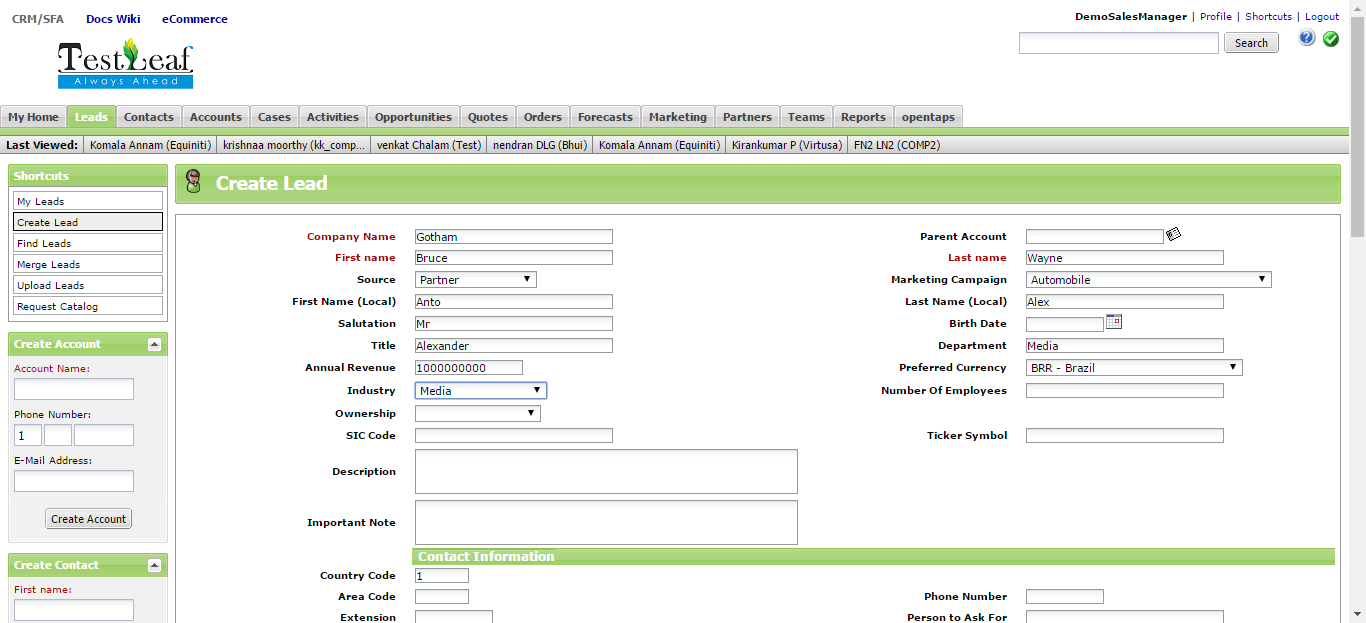 CRM/SFA Docs Wiki eCommerce
DemoSalesManager | Profile | Shortcuts | Logout
TestLeaf
Always Ahead
Search
My Home Leads Contacts Accounts Cases Activities Opportunities Quotes Orders Forecasts Marketing Partners Teams Reports opentaps
Last Viewed: Komala Annam (Equiniti) krishnaa moorthy (kk_comp... venkat Chalam (Test) nendran DLG (Bhui) Komala Annam (Equiniti) Kirankumar P (Virtusa) FN2 LN2 (COMP2)
Shortcuts
My Leads
Create Lead
Find Leads
Merge Leads
Upload Leads
Request Catalog
Create Account
Account Name:
Phone Number:
1
E-Mail Address:
Create Account
Create Contact
First name:
Create Lead
Company Name Gotham Parent Account
First name Bruce Last name Wayne
Source Partner Marketing Campaign Automobile
First Name (Local) Anto Last Name (Local) Alex
Salutation Mr Birth Date
Title Alexander Department Media
Annual Revenue 1000000000 Preferred Currency BRR - Brazil
Industry Media Number Of Employees
Ownership
SIC Code Ticker Symbol
Description
Important Note
Contact Information
Country Code 1
Area Code Phone Number
Extension Person to Ask For